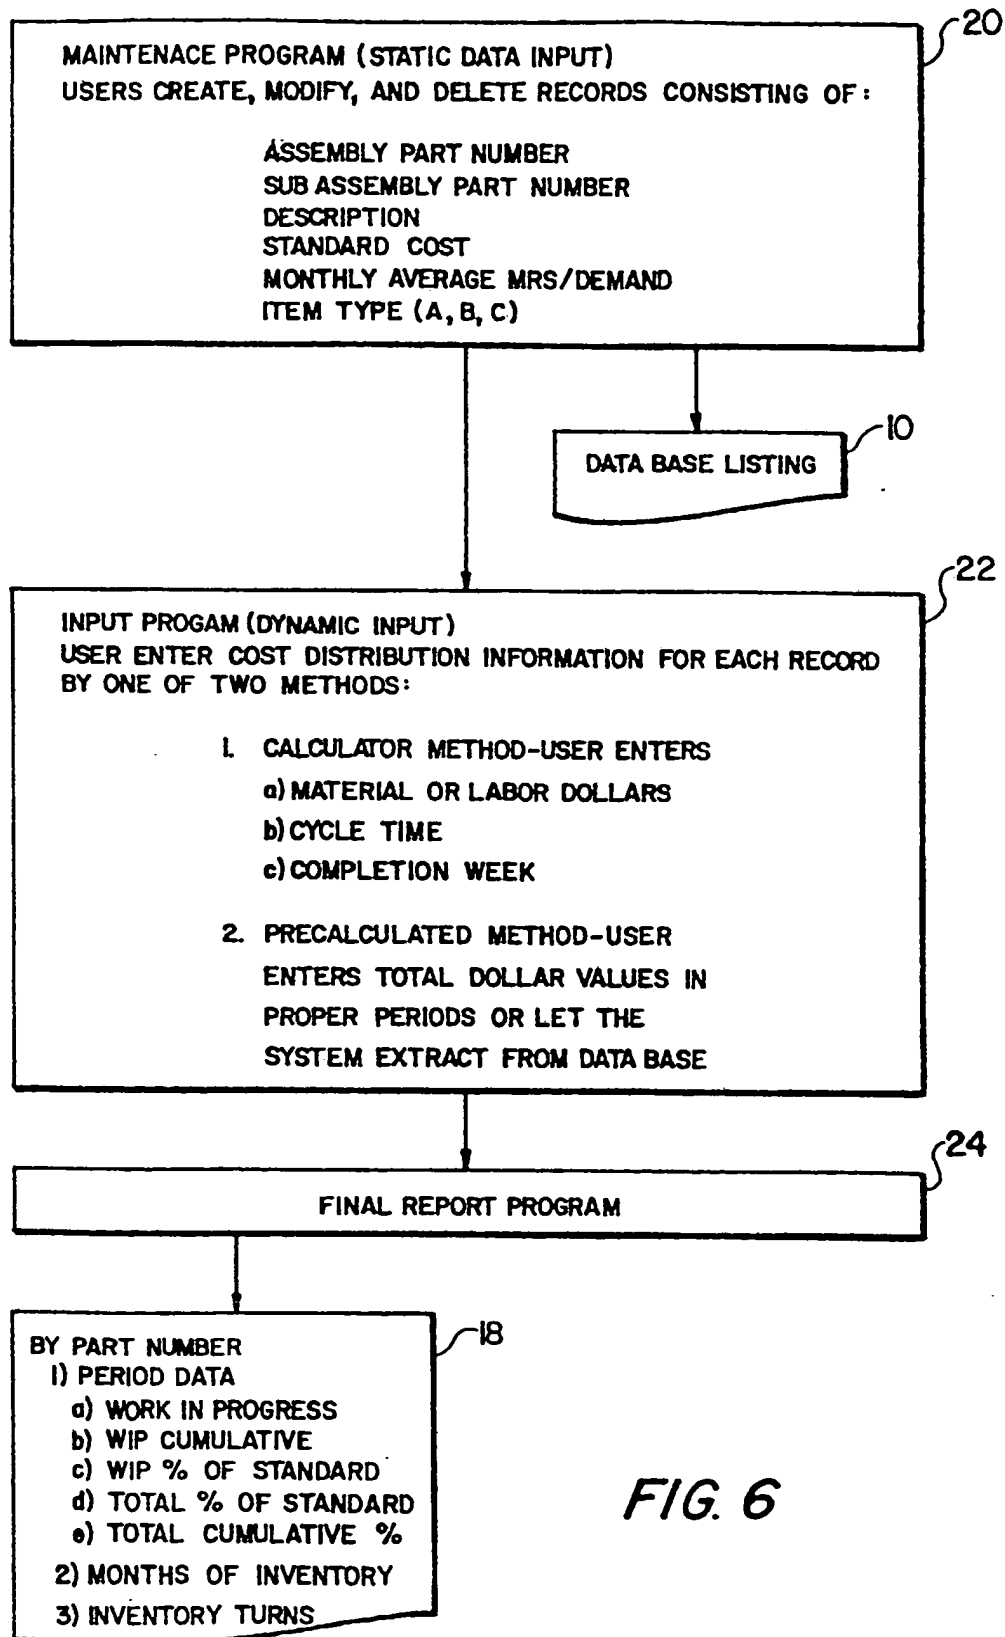 20
MAINTENACE PROGRAM (STATIC DATA INPUT)
USERS CREATE, MODIFY, AND DELETE RECORDS CONSISTING OF:
ASSEMBLY PART NUMBER
SUB ASSEMBLY PART NUMBER
DESCRIPTION
STANDARD COST
MONTHLY AVERAGE MRS/DEMAND
ITEM TYPE (A, B, C)
10
DATA BASE LISTING
22
INPUT PROGAM (DYNAMIC INPUT)
USER ENTER COST DISTRIBUTION INFORMATION FOR EACH RECORD
BY ONE OF TWO METHODS:
1. CALCULATOR METHOD-USER ENTERS
a) MATERIAL OR LABOR DOLLARS
b) CYCLE TIME
c) COMPLETION WEEK
2. PRECALCULATED METHOD-USER
ENTERS TOTAL DOLLAR VALUES IN
PROPER PERIODS OR LET THE
SYSTEM EXTRACT FROM DATA BASE
24
FINAL REPORT PROGRAM
18
BY PART NUMBER
1) PERIOD DATA
a) WORK IN PROGRESS
b) WIP CUMULATIVE
c) WIP % OF STANDARD
d) TOTAL % OF STANDARD
e) TOTAL CUMULATIVE %
2) MONTHS OF INVENTORY
3) INVENTORY TURNS
FIG. 6